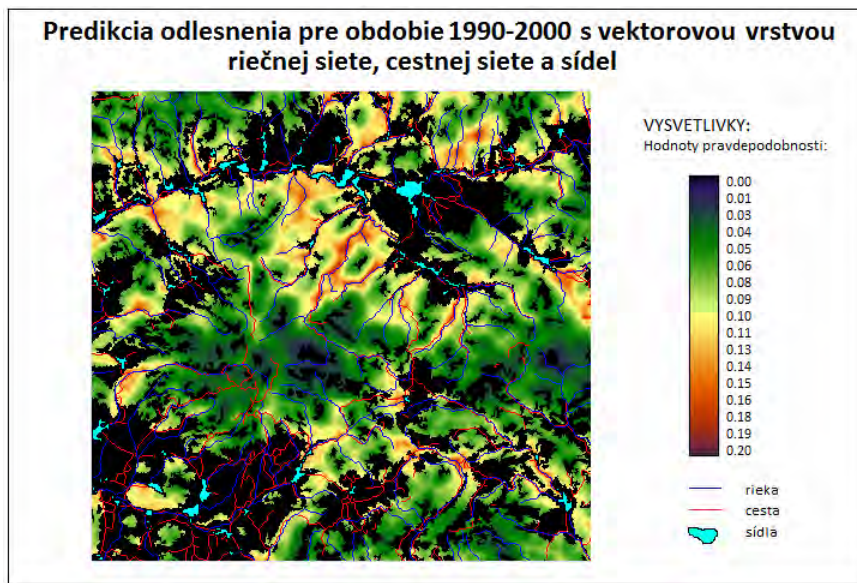 Predikcia odlesnenia pre obdobie 1990-2000 s vektorovou vrstvou
riečnej siete, cestnej siete a sídel
VYSVETLIVKY:
Hodnoty pravdepodobnosti:
0.00
0.01
0.03
0.04
0.05
0.06
0.08
0.09
0.10
0.11
0.13
0.14
0.15
0.16
0.18
0.19
0.20
rieka
cesta
sídla